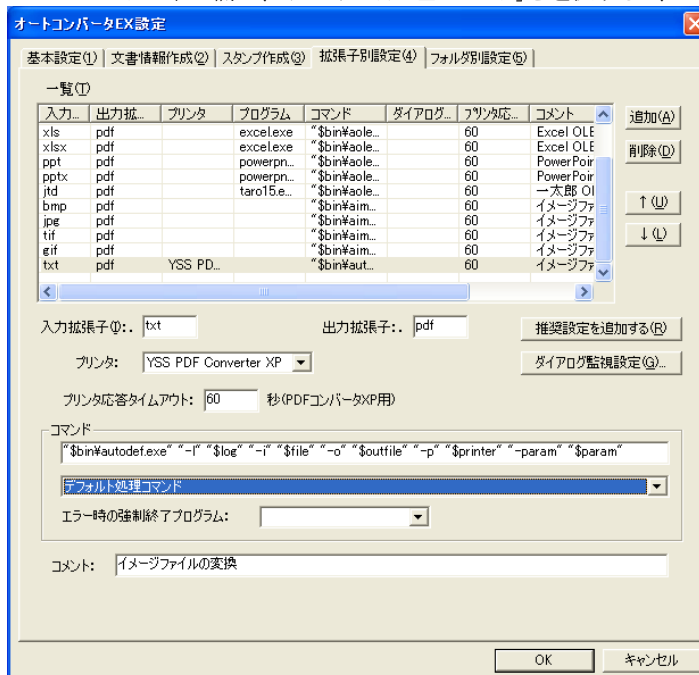 オートコンバータEX設定
基本設定(1) 文書情報作成(2) スタンプ作成(3) 拡張子別設定(4) フォルダ別設定(5)
一覧(T)
入力... 出力拡... プリンタ プログラム コマンド ダイアログ... プリンタ応... コメント
xls pdf excel.exe "$bin¥aole... 60 Excel OLE
xlsx pdf excel.exe "$bin¥aole... 60 Excel OLE
ppt pdf powerpn... "$bin¥aole... 60 PowerPoir
pptx pdf powerpn... "$bin¥aole... 60 PowerPoir
jtd pdf taro15.e... "$bin¥aole... 60 一太郎 Ol
bmp pdf "$bin¥aim... 60 イメージファ
jpg pdf "$bin¥aim... 60 イメージファ
tif pdf "$bin¥aim... 60 イメージファ
gif pdf "$bin¥aim... 60 イメージファ
txt pdf YSS PD... "$bin¥aut... 60 イメージファ
追加(A)
削除(D)
↑(U)
↓(L)
入力拡張子(I):. txt 出力拡張子:. pdf 推奨設定を追加する(R)
プリンタ: YSS PDF Converter XP ダイアログ監視設定(G)...
プリンタ応答タイムアウト: 60 秒(PDFコンバータXP用)
コマンド
"$bin¥autodef.exe" "-l" "$log" "-i" "$file" "-o" "$outfile" "-p" "$printer" "-param" "$param"
デフォルト処理コマンド
エラー時の強制終了プログラム:
コメント: イメージファイルの変換
OK キャンセル